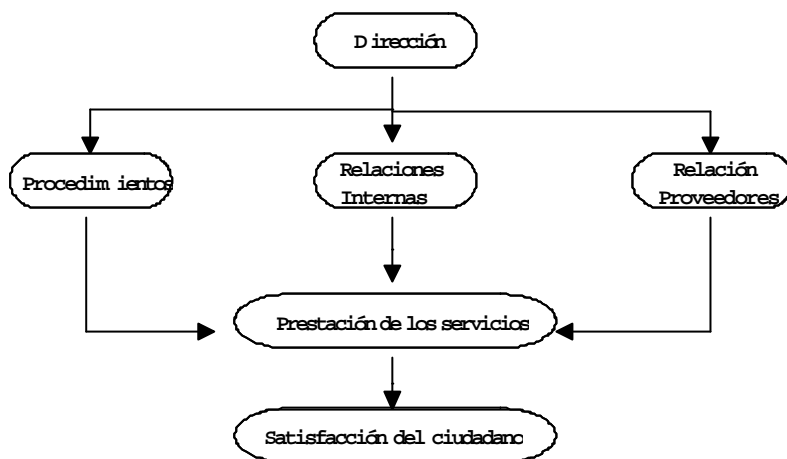 Dirección
Procedimientos
Relaciones
Internas
Relación
Proveedores
Prestación de los servicios
Satisfacción del ciudadano